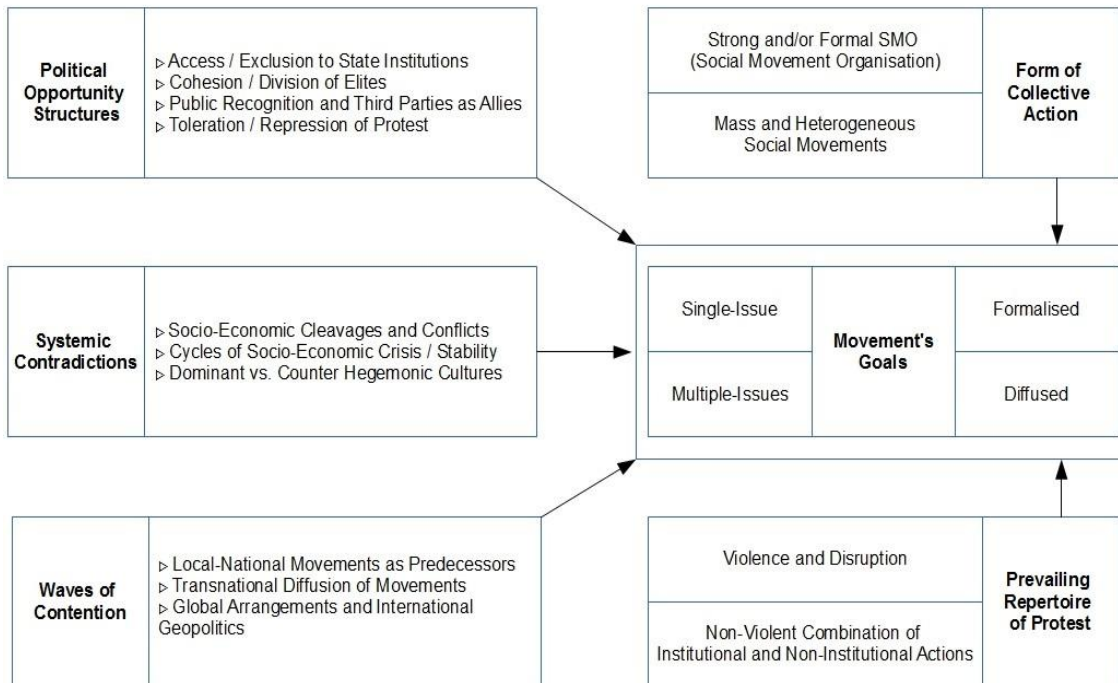 Political
Opportunity
Structures
▷ Access / Exclusion to State Institutions
▷ Cohesion / Division of Elites
▷ Public Recognition and Third Parties as Allies
▷ Toleration / Repression of Protest
Strong and/or Formal SMO
(Social Movement Organisation)
Mass and Heterogeneous
Social Movements
Form of
Collective
Action
Systemic
Contradictions
▷ Socio-Economic Cleavages and Conflicts
▷ Cycles of Socio-Economic Crisis / Stability
▷ Dominant vs. Counter Hegemonic Cultures
Single-Issue
Multiple-Issues
Movement's
Goals
Formalised
Diffused
Waves of
Contention
▷ Local-National Movements as Predecessors
▷ Transnational Diffusion of Movements
▷ Global Arrangements and International
Geopolitics
Violence and Disruption
Non-Violent Combination of
Institutional and Non-Institutional Actions
Prevailing
Repertoire
of Protest